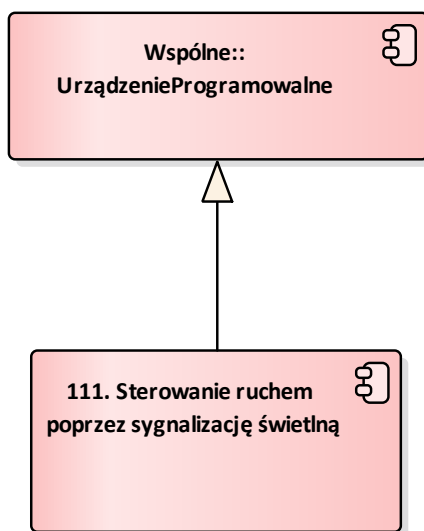 Wspólne::
UrządzenieProgramowalne
111. Sterowanie ruchem
poprzez sygnalizację świetlną